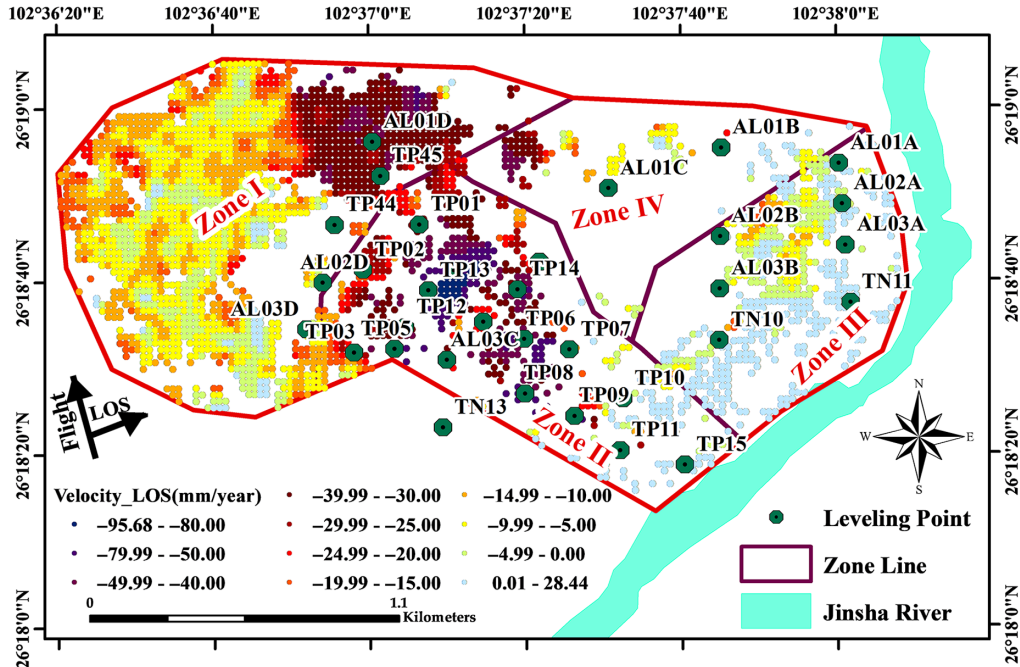 102°36'20"E 102°36'40"E 102°37'0"E 102°37'20"E 102°37'40"E 102°38'0"E
26°19'0"N 26°19'0"N
AL01D AL01B AL01A
TP45 AL01C
Zone I TP44 TP01 Zone IV AL02A
AL02B AL03A
TP02
26°18'40"N AL02D TP13 TP14 AL03B TN11 26°18'40"N
AL03D TP12
TP03 TP05 AL03C TP06 TP07 TN10 Zone III
TP08 TP10
Flight LOS TN13 TP09
Zone II TP11 TP15
26°18'20"N 26°18'20"N
N
W E
S
Velocity_LOS(mm/year)
−95.68 - −80.00
−79.99 - −50.00
−49.99 - −40.00
−39.99 - −30.00
−29.99 - −25.00
−24.99 - −20.00
−19.99 - −15.00
−14.99 - −10.00
−9.99 - −5.00
−4.99 - 0.00
0.01 - 28.44
0 1.1
Kilometers
Leveling Point
Zone Line
Jinsha River
26°18'0"N 26°18'0"N